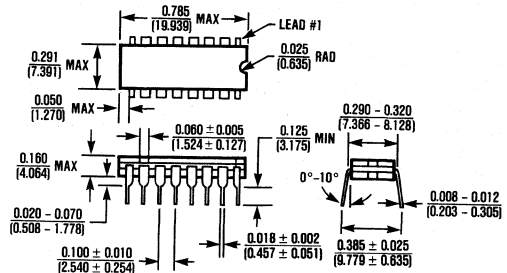 0.785
(19.939) MAX
LEAD #1
0.291
(7.391) MAX
0.025
(0.635) RAD
0.050
(1.270) MAX
0.060 ± 0.005
(1.524 ± 0.127)
0.125
(3.175) MIN
0.290 – 0.320
(7.366 – 8.128)
0.160
(4.064) MAX
0°–10°
0.020 – 0.070
(0.508 – 1.778)
0.008 – 0.012
(0.203 – 0.305)
0.100 ± 0.010
(2.540 ± 0.254)
0.018 ± 0.002
(0.457 ± 0.051)
0.385 ± 0.025
(9.779 ± 0.635)